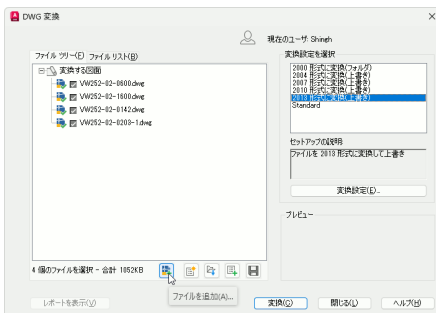 DWG 変換
現在のユーザ: Shingh
ファイル ツリー(F) ファイル リスト(B)
変換する図面
VW252-02-0600.dwg
VW252-02-1600.dwg
VW252-02-0142.dwg
VW252-02-0203-1.dwg
4 個のファイルを選択 - 合計 1052KB
ファイルを追加(A)...
変換設定を選択
2000 形式に変換(フォルダ)
2004 形式に変換(上書き)
2007 形式に変換(上書き)
2010 形式に変換(上書き)
2013 形式に変換(上書き)
Standard
セットアップの説明
ファイルを 2013 形式に変換して上書き
変換設定(E)...
プレビュー
レポートを表示(V)
変換(C)
閉じる(L)
ヘルプ(H)